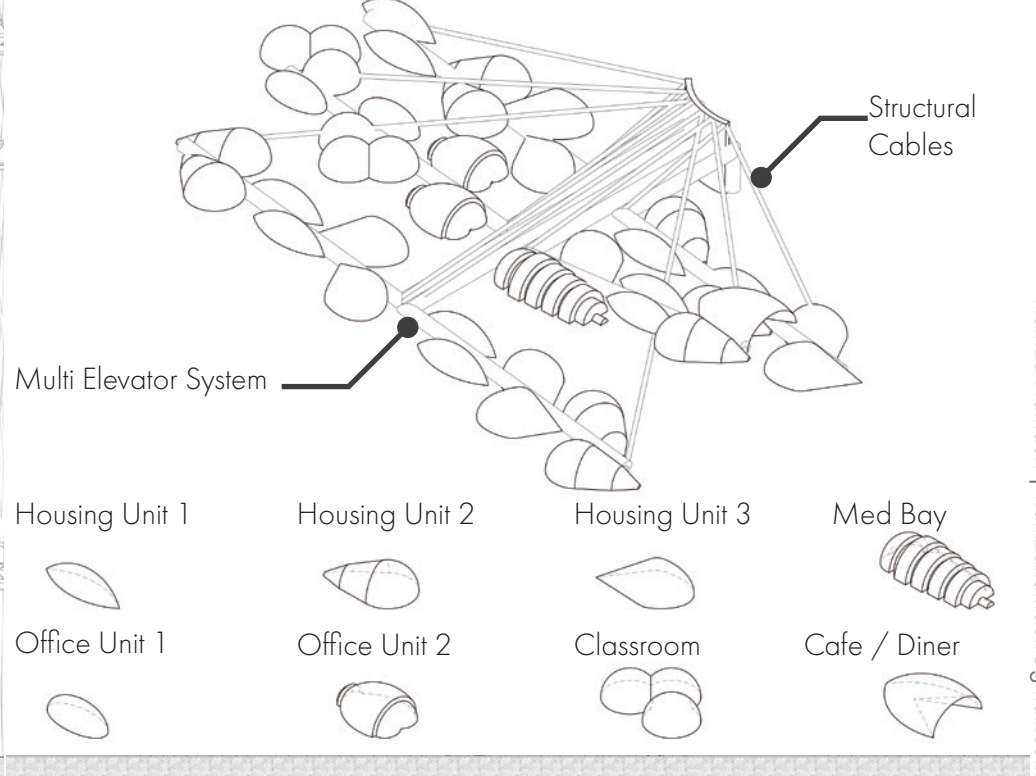 Structural
Cables
Multi Elevator System
Housing Unit 1
Housing Unit 2
Housing Unit 3
Med Bay
Office Unit 1
Office Unit 2
Classroom
Cafe / Diner